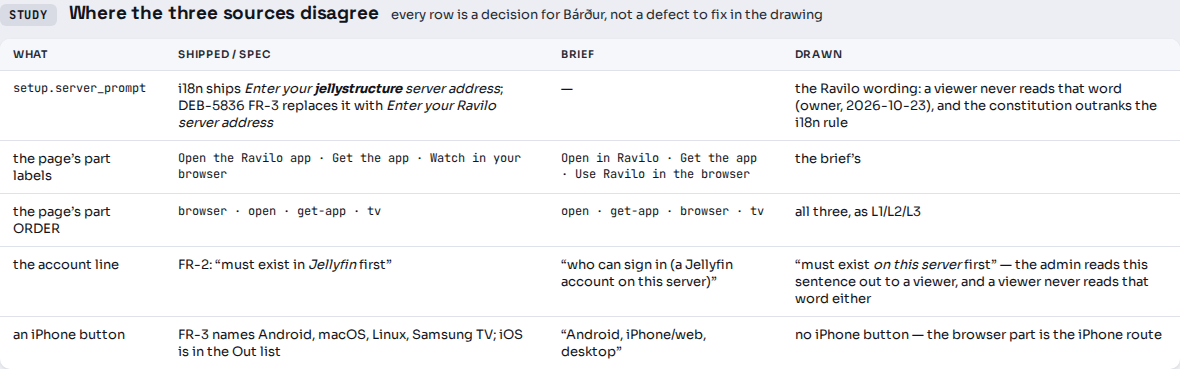 STUDY Where the three sources disagree every row is a decision for Bárður, not a defect to fix in the drawing
WHAT SHIPPED / SPEC BRIEF DRAWN
setup.server_prompt
i18n ships Enter your jellystructure server address;
DEB-5836 FR-3 replaces it with Enter your Ravilo
server address
—
the Ravilo wording: a viewer never reads that word
(owner, 2026-10-23), and the constitution outranks the
i18n rule
the page’s part
labels
Open the Ravilo app · Get the app · Watch in your
browser
Open in Ravilo · Get the app
· Use Ravilo in the browser
the brief’s
the page’s part
ORDER
browser · open · get-app · tv
open · get-app · browser · tv
all three, as L1/L2/L3
the account line
FR-2: “must exist in Jellyfin first”
“who can sign in (a Jellyfin
account on this server)”
“must exist on this server first” — the admin reads this
sentence out to a viewer, and a viewer never reads that
word either
an iPhone button
FR-3 names Android, macOS, Linux, Samsung TV; iOS
is in the Out list
“Android, iPhone/web,
desktop”
no iPhone button — the browser part is the iPhone route